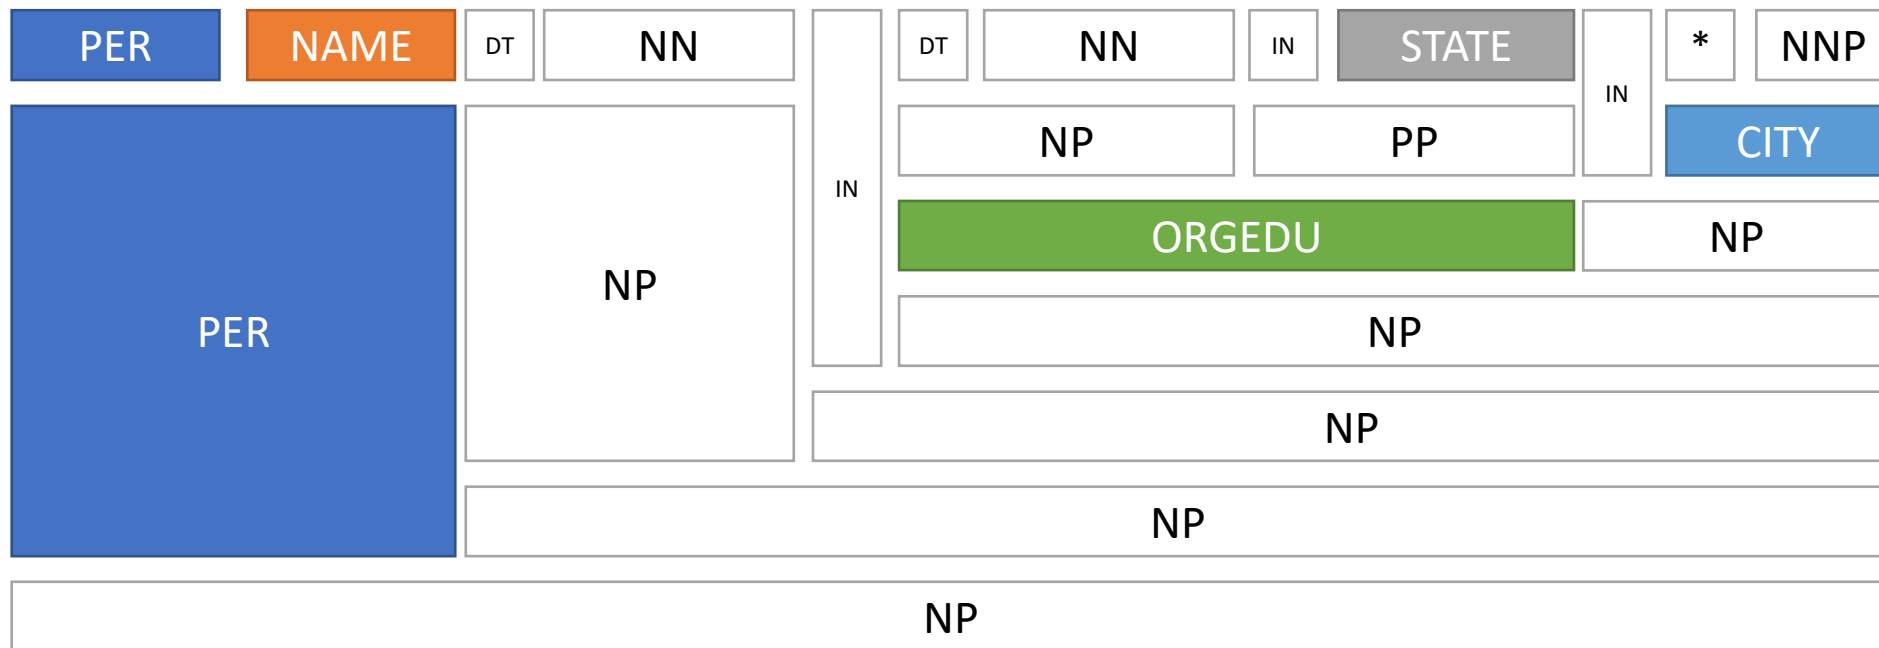 PER NAME DT NN IN DT NN IN STATE IN * NNP
PER NP NP PP CITY
ORGEDU NP
NP
NP
NP
NP